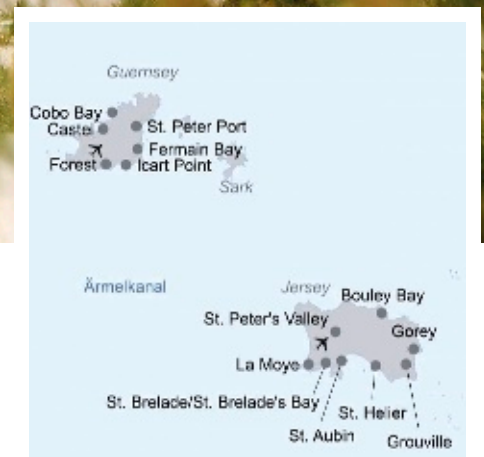 Guernsey
Cobo Bay
Castel
St. Peter Port
Fermain Bay
Forest
Icart Point
Sark
Ärmelkanal
Jersey
Bouley Bay
St. Peter's Valley
Gorey
La Moye
St. Brelade/St. Brelade's Bay
St. Helier
St. Aubin
Grouville